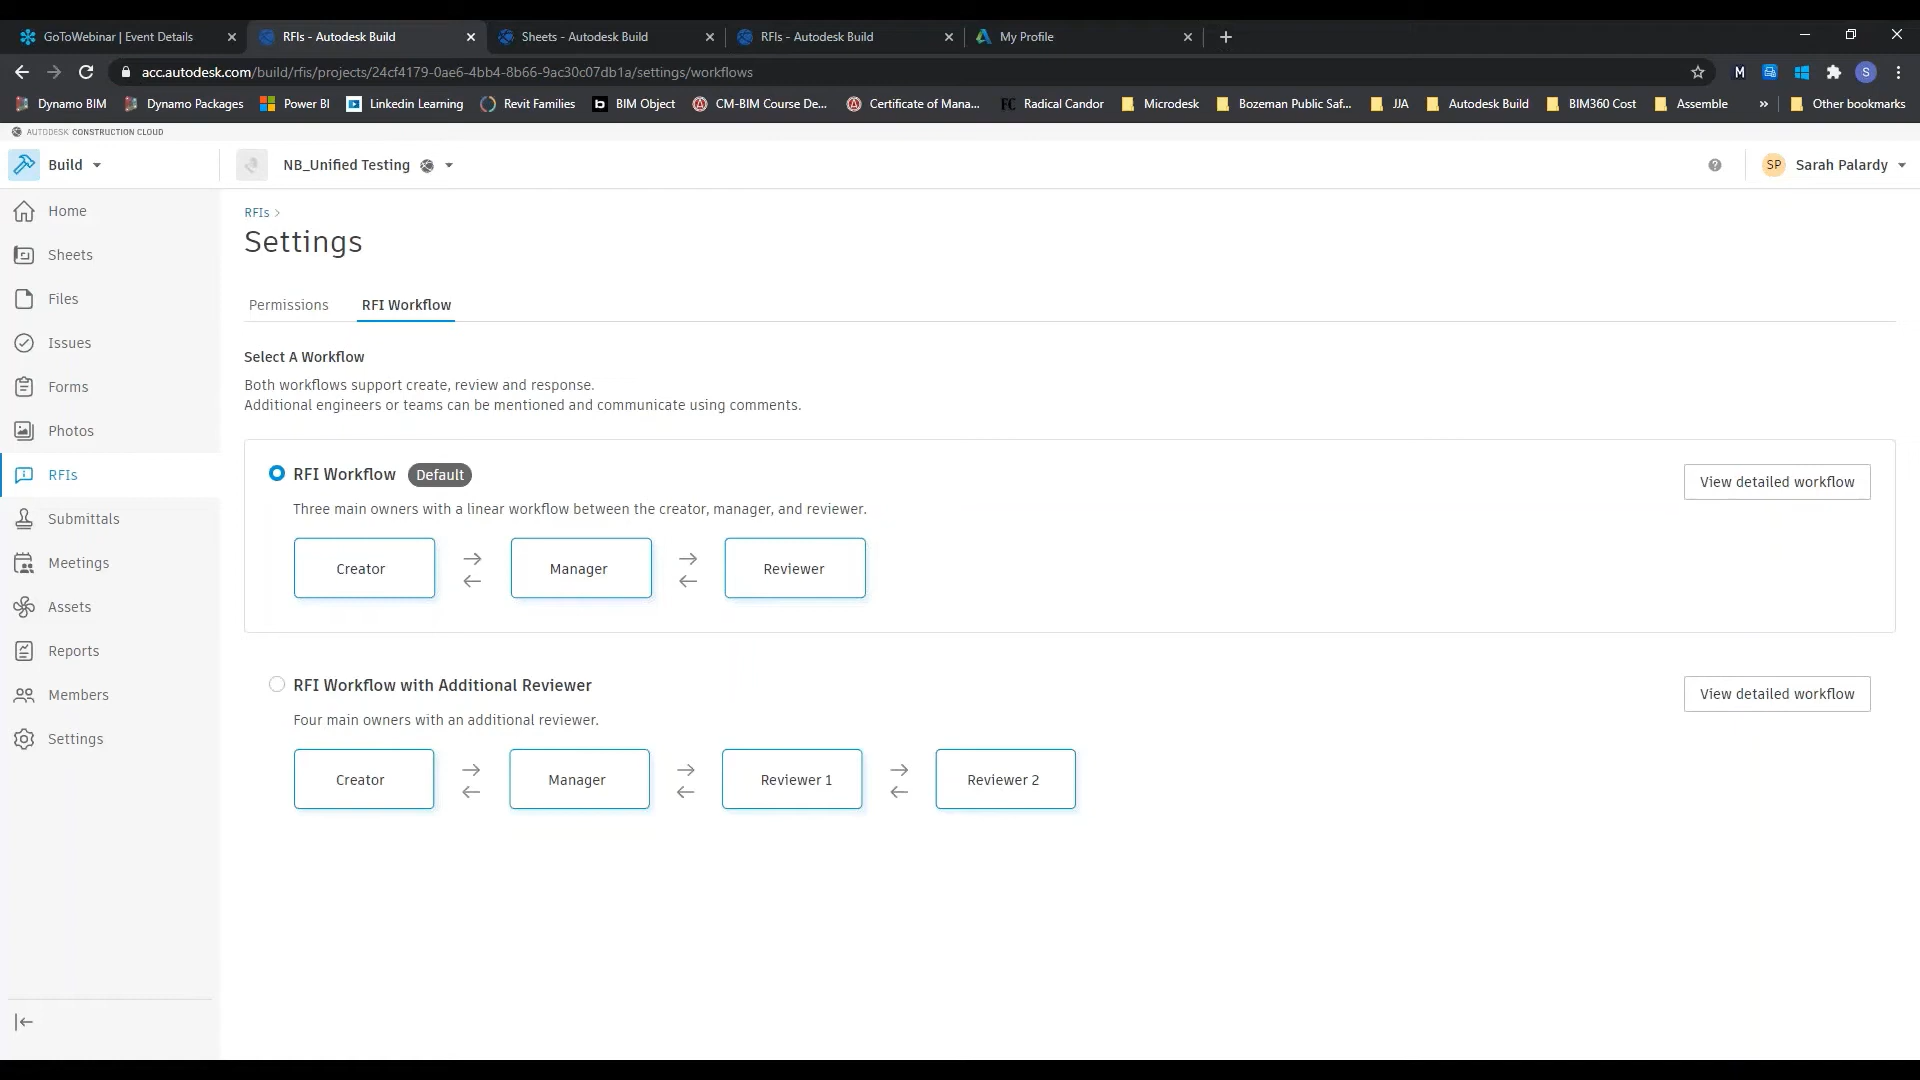 GoToWebinar | Event Details
RFIs - Autodesk Build
Sheets - Autodesk Build
RFIs - Autodesk Build
My Profile
acc.autodesk.com/build/rfis/projects/24cf4179-0ae6-4bb4-8b66-9ac30c07db1a/settings/workflows
M
S
Dynamo BIM
Dynamo Packages
Power BI
Linkedin Learning
Revit Families
b BIM Object
CM-BIM Course De...
Certificate of Mana...
FC Radical Candor
Microdesk
Bozeman Public Saf...
JJA
Autodesk Build
BIM360 Cost
Assemble
»
Other bookmarks
AUTODESK CONSTRUCTION CLOUD
Build
NB_Unified Testing
SP Sarah Palardy
Home
Sheets
Files
Issues
Forms
Photos
RFIs
Submittals
Meetings
Assets
Reports
Members
Settings
RFIs >
Settings
Permissions
RFI Workflow
Select A Workflow
Both workflows support create, review and response.
Additional engineers or teams can be mentioned and communicate using comments.
RFI Workflow Default
View detailed workflow
Three main owners with a linear workflow between the creator, manager, and reviewer.
Creator → ← Manager → ← Reviewer
RFI Workflow with Additional Reviewer
View detailed workflow
Four main owners with an additional reviewer.
Creator → ← Manager → ← Reviewer 1 → ← Reviewer 2